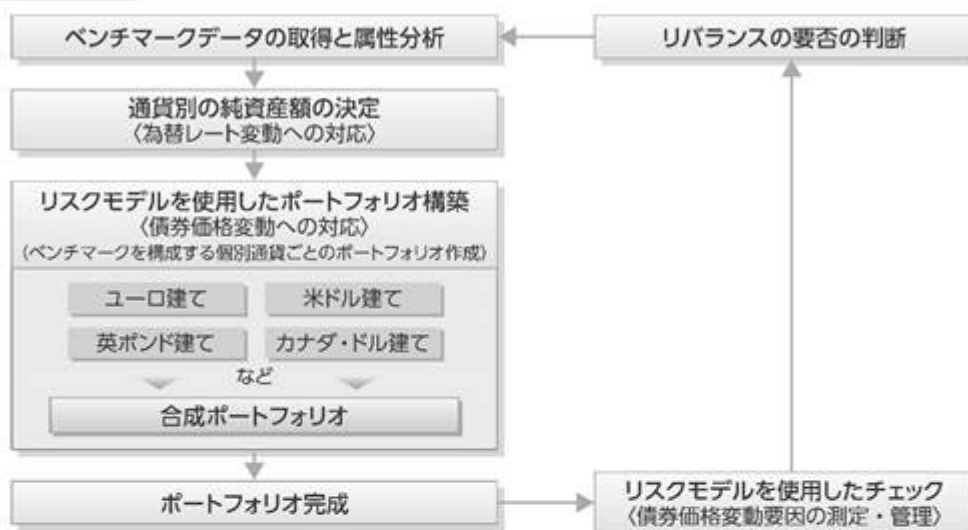 ベンチマークデータの取得と属性分析
リバランスの要否の判断
通貨別の純資産額の決定
〈為替レート変動への対応〉
リスクモデルを使用したポートフォリオ構築
〈債券価格変動への対応〉
(ベンチマークを構成する個別通貨ごとのポートフォリオ作成)
ユーロ建て
米ドル建て
英ポンド建て
カナダ・ドル建て
など
合成ポートフォリオ
ポートフォリオ完成
リスクモデルを使用したチェック
〈債券価格変動要因の測定・管理〉